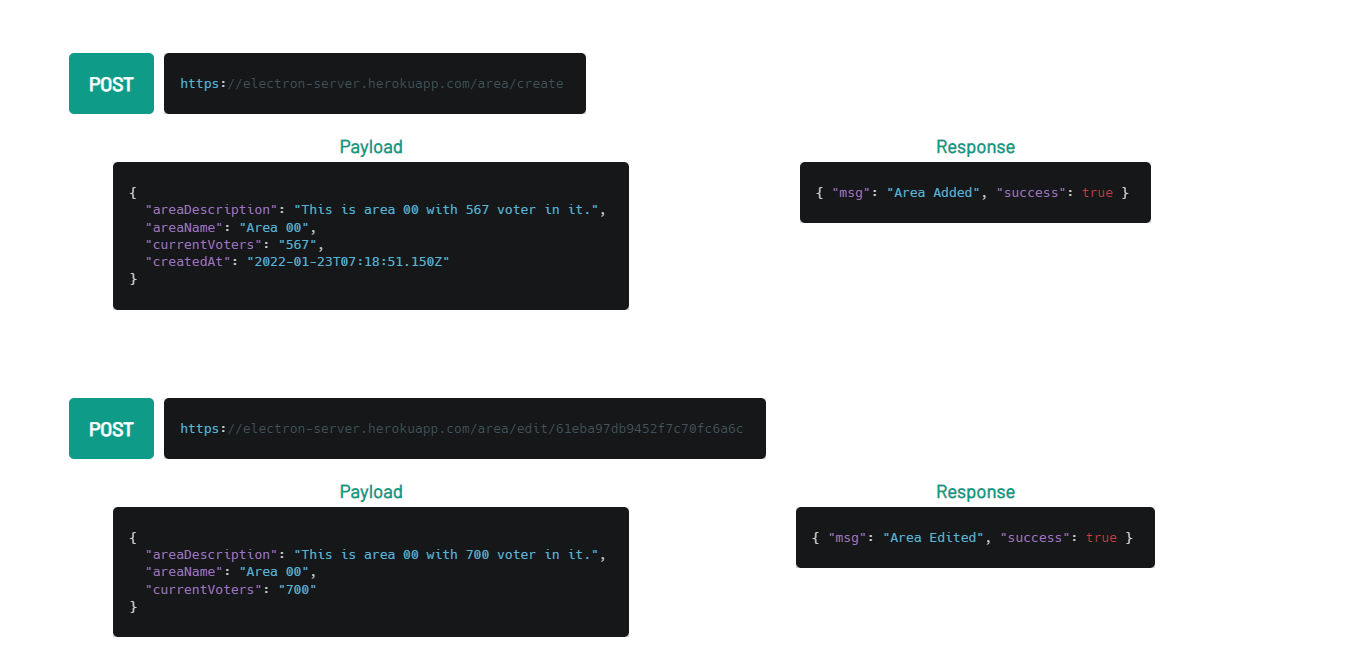 POST
https://electron-server.herokuapp.com/area/create
Payload
{
"areaDescription": "This is area 00 with 567 voter in it.",
"areaName": "Area 00",
"currentVoters": "567",
"createdAt": "2022-01-23T07:18:51.150Z"
}
Response
{ "msg": "Area Added", "success": true }
POST
https://electron-server.herokuapp.com/area/edit/61eba97db9452f7c70fc6a6c
Payload
{
"areaDescription": "This is area 00 with 700 voter in it.",
"areaName": "Area 00",
"currentVoters": "700"
}
Response
{ "msg": "Area Edited", "success": true }